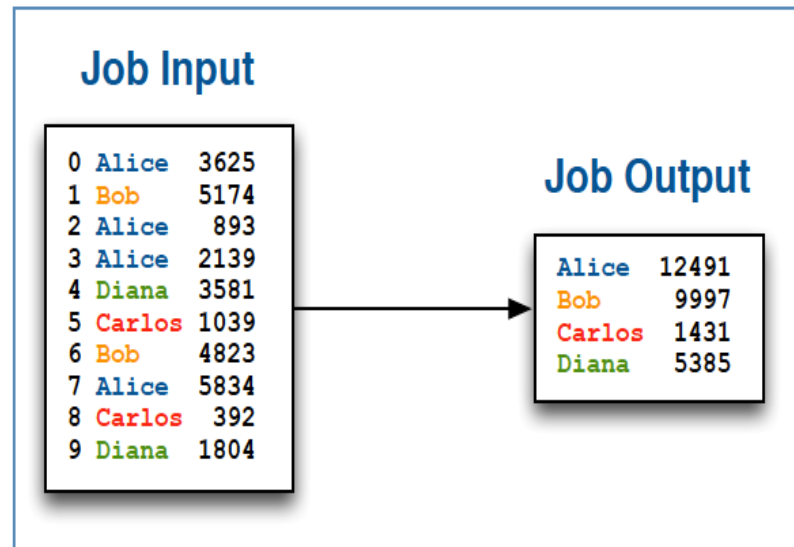 Job Input
0 Alice 3625
1 Bob 5174
2 Alice 893
3 Alice 2139
4 Diana 3581
5 Carlos 1039
6 Bob 4823
7 Alice 5834
8 Carlos 392
9 Diana 1804
Job Output
Alice 12491
Bob 9997
Carlos 1431
Diana 5385